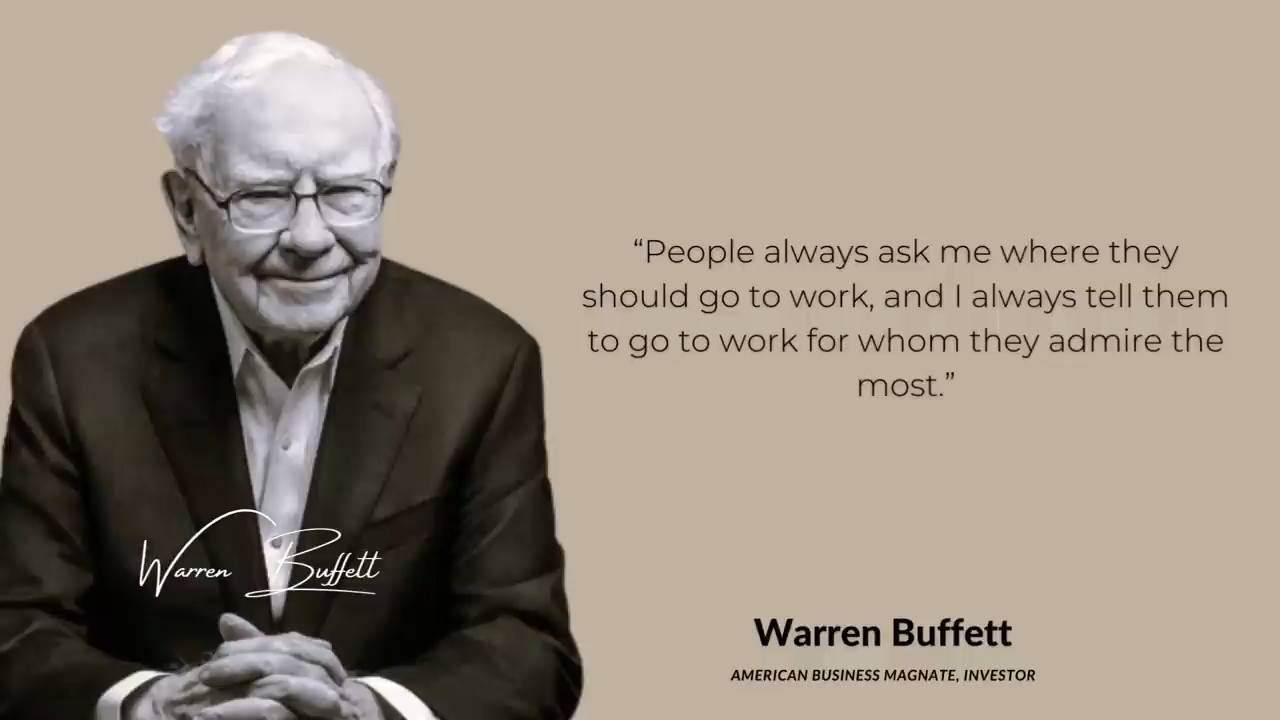 “People always ask me where they
should go to work, and I always tell them
to go to work for whom they admire the
most.”
Warren Buffett
Warren Buffett
AMERICAN BUSINESS MAGNATE, INVESTOR